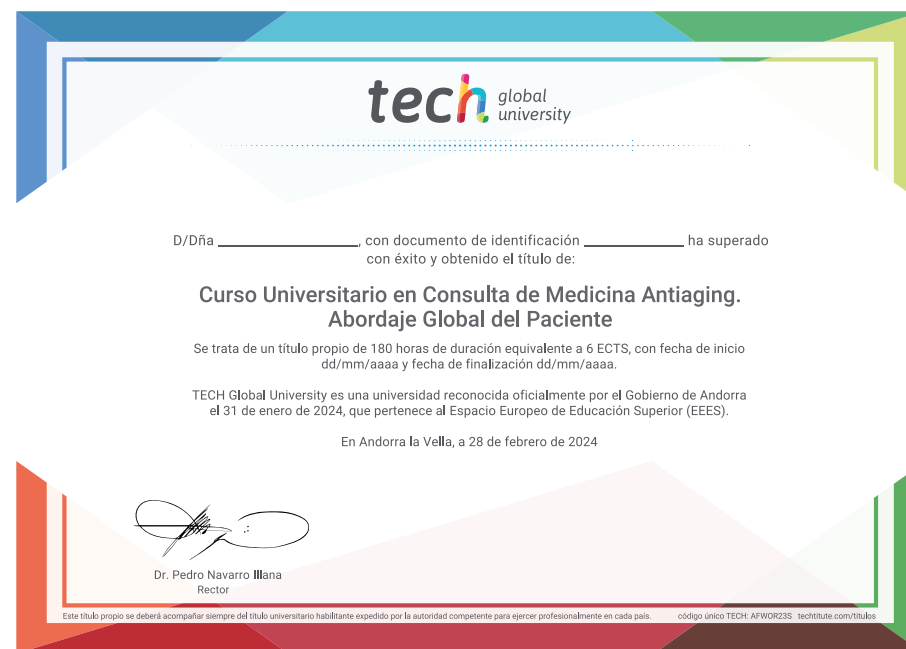 tech global university
D/Dña ______________, con documento de identificación __________ ha superado
con éxito y obtenido el título de:
Curso Universitario en Consulta de Medicina Antiaging.
Abordaje Global del Paciente
Se trata de un título propio de 180 horas de duración equivalente a 6 ECTS, con fecha de inicio
dd/mm/aaaa y fecha de finalización dd/mm/aaaa.
TECH Global University es una universidad reconocida oficialmente por el Gobierno de Andorra
el 31 de enero de 2024, que pertenece al Espacio Europeo de Educación Superior (EEES).
En Andorra la Vella, a 28 de febrero de 2024
Dr. Pedro Navarro Illana
Rector
Este título propio se deberá acompañar siempre del título universitario habilitante expedido por la autoridad competente para ejercer profesionalmente en cada país. código único TECH: AFWOR23S techtitute.com/titulos